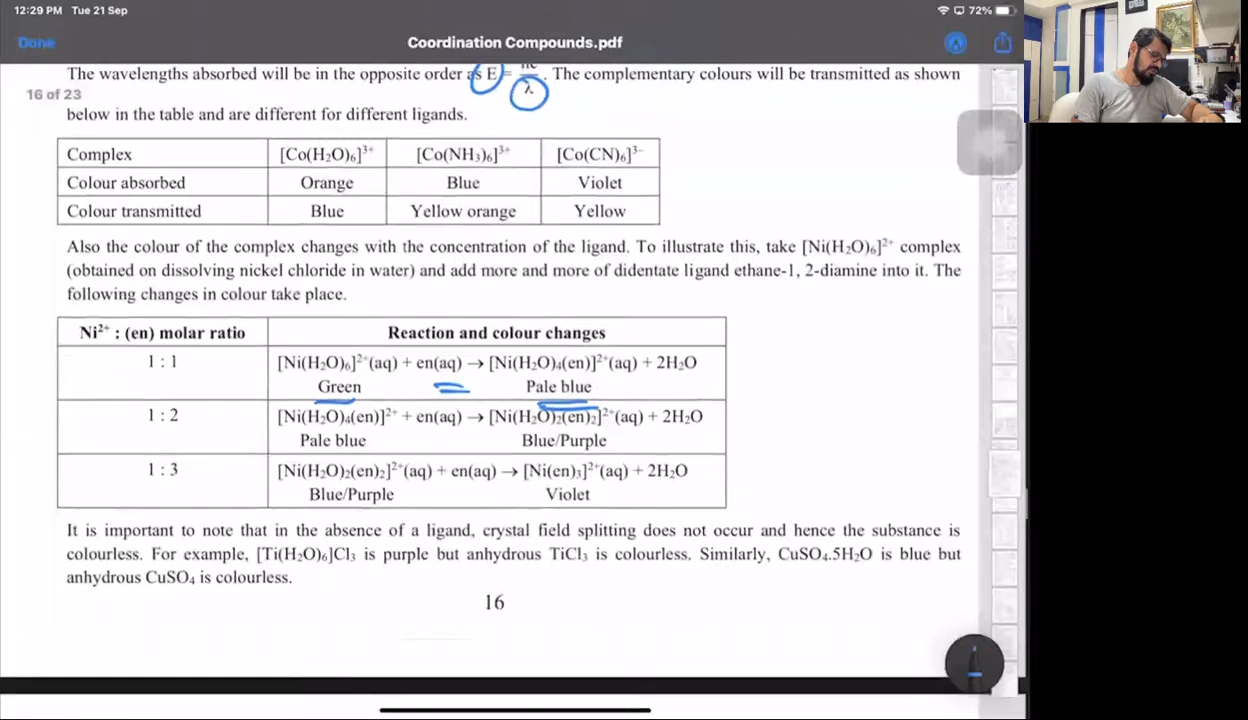 12:29 PM Tue 21 Sep
72%
Done
Coordination Compounds.pdf
The wavelengths absorbed will be in the opposite order as E = hc/λ. The complementary colours will be transmitted as shown
16 of 23
below in the table and are different for different ligands.
Complex [Co(H₂O)₆]³⁺ [Co(NH₃)₆]³⁺ [Co(CN)₆]³⁻
Colour absorbed Orange Blue Violet
Colour transmitted Blue Yellow orange Yellow
Also the colour of the complex changes with the concentration of the ligand. To illustrate this, take [Ni(H₂O)₆]²⁺ complex
(obtained on dissolving nickel chloride in water) and add more and more of didentate ligand ethane-1, 2-diamine into it. The
following changes in colour take place.
Ni²⁺ : (en) molar ratio Reaction and colour changes
1 : 1 [Ni(H₂O)₆]²⁺(aq) + en(aq) → [Ni(H₂O)₄(en)]²⁺(aq) + 2H₂O
Green Pale blue
1 : 2 [Ni(H₂O)₄(en)]²⁺ + en(aq) → [Ni(H₂O)₂(en)₂]²⁺(aq) + 2H₂O
Pale blue Blue/Purple
1 : 3 [Ni(H₂O)₂(en)₂]²⁺(aq) + en(aq) → [Ni(en)₃]²⁺(aq) + 2H₂O
Blue/Purple Violet
It is important to note that in the absence of a ligand, crystal field splitting does not occur and hence the substance is
colourless. For example, [Ti(H₂O)₆]Cl₃ is purple but anhydrous TiCl₃ is colourless. Similarly, CuSO₄.5H₂O is blue but
anhydrous CuSO₄ is colourless.
16